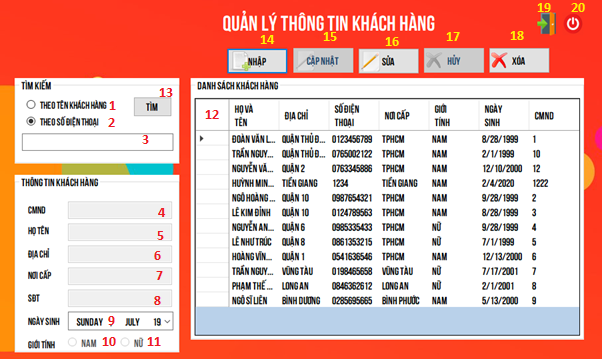 19 20
QUẢN LÝ THÔNG TIN KHÁCH HÀNG
14 15 16 17 18
NHẬP CẬP NHẬT SỬA HỦY XÓA
TÌM KIẾM
THEO TÊN KHÁCH HÀNG 1
THEO SỐ ĐIỆN THOẠI 2
13
TÌM
3
THÔNG TIN KHÁCH HÀNG
CMND 4
HỌ TÊN 5
ĐỊA CHỈ 6
NƠI CẤP 7
SĐT 8
NGÀY SINH SUNDAY 9 JULY 19
GIỚI TÍNH NAM 10 NỮ 11
DANH SÁCH KHÁCH HÀNG
12 HỌ VÀ TÊN ĐỊA CHỈ SỐ ĐIỆN THOẠI NƠI CẤP GIỚI TÍNH NGÀY SINH CMND
ĐOÀN VĂN L... QUẬN THỦ Đ... 0123456789 TPHCM NAM 8/28/1999 1
TRẦN NGUY... QUẬN THỦ Đ... 0765002122 TPHCM NAM 2/1/1999 10
NGUYỄN VĂ... QUẬN 2 0763345886 TPHCM NAM 12/10/2000 12
HUỲNH MIN... TIỀN GIANG 1234 TIỀN GIANG NAM 2/4/2020 1222
NGÔ HOÀNG ... QUẬN 10 0987654321 TPHCM NAM 9/28/1999 2
LÊ KIM ĐỈNH QUẬN 10 0124789563 TPHCM NAM 8/28/1999 3
NGUYỄN AN... QUẬN 6 0985335433 TPHCM NỮ 9/28/1999 4
LÊ NHƯ TRÚC QUẬN 8 0861353215 TPHCM NỮ 7/1/1999 5
HOÀNG VĨN... QUẬN 1 0541636546 TPHCM NAM 12/13/2000 6
TRẦN NGUY... VŨNG TÀU 0198465658 VŨNG TÀU NAM 7/17/2001 7
PHẠM THẾ ... LONG AN 0846362612 LONG AN NỮ 2/1/2001 8
NGÔ SĨ LIÊN BÌNH DƯƠNG 0285695665 BÌNH PHƯỚC NAM 5/13/2000 9